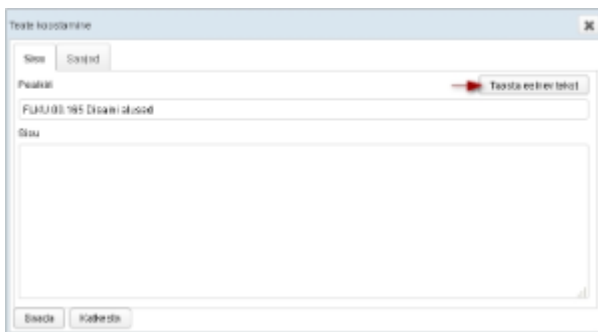 Teate koostamine
Sisu
Saajad
Pealkiri
Taasta eelnev tekst
FLKU.03.165 Disaini alused
Sisu
Saada
Katkesta